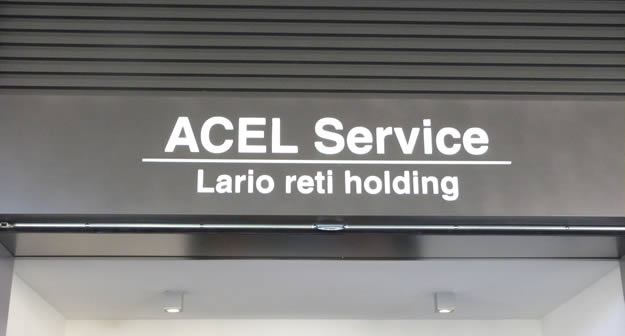 ACEL Service
Lario reti holding